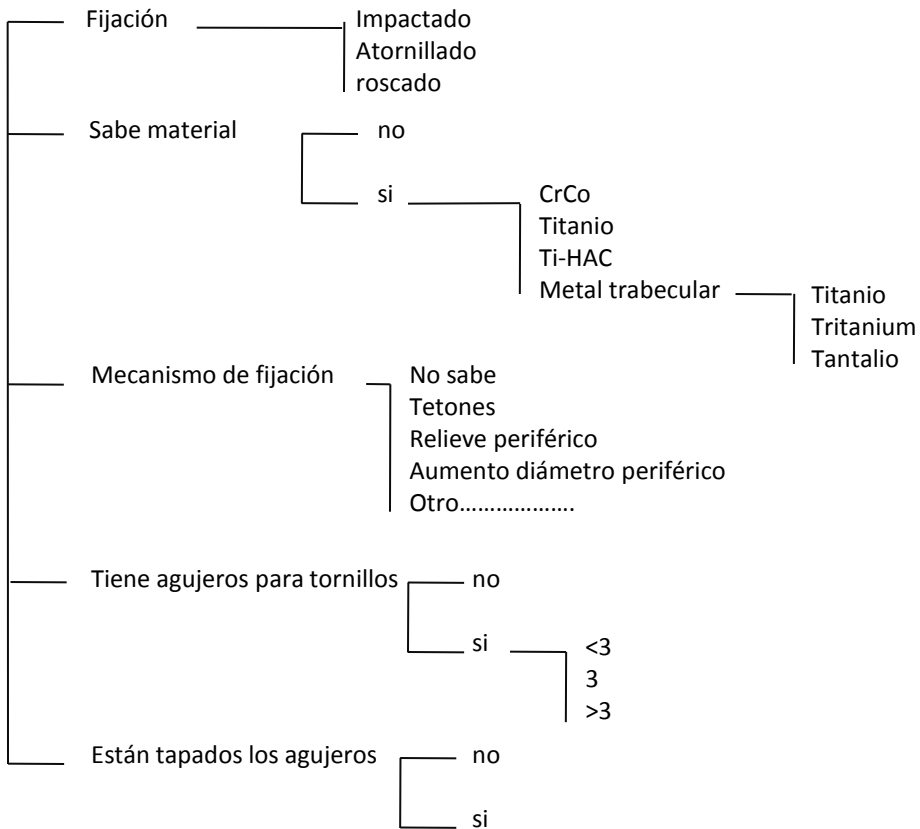 Fijación
Impactado
Atornillado
roscado
Sabe material
no
si
CrCo
Titanio
Ti-HAC
Metal trabecular
Titanio
Tritanium
Tantalio
Mecanismo de fijación
No sabe
Tetones
Relieve periférico
Aumento diámetro periférico
Otro………………..
Tiene agujeros para tornillos
no
si
<3
3
>3
Están tapados los agujeros
no
si